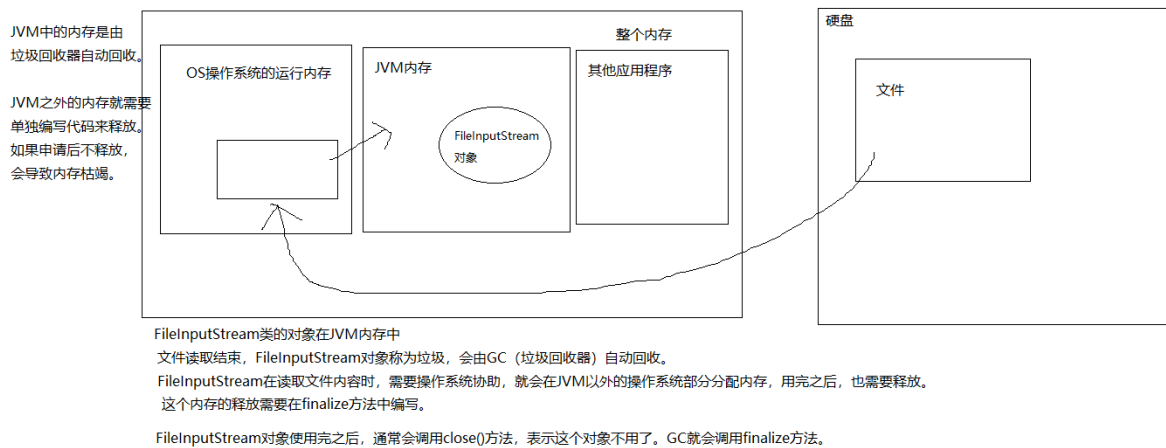 JVM中的内存是由
垃圾回收器自动回收。
JVM之外的内存就需要
单独编写代码来释放。
如果申请后不释放，
会导致内存枯竭。
整个内存
OS操作系统的运行内存
JVM内存
FileInputStream
对象
其他应用程序
硬盘
文件
FileInputStream类的对象在JVM内存中
文件读取结束，FileInputStream对象称为垃圾，会由GC（垃圾回收器）自动回收。
FileInputStream在读取文件内容时，需要操作系统协助，就会在JVM以外的操作系统部分分配内存，用完之后，也需要释放。
这个内存的释放需要在finalize方法中编写。
FileInputStream对象使用完之后，通常会调用close()方法，表示这个对象不用了。GC就会调用finalize方法。